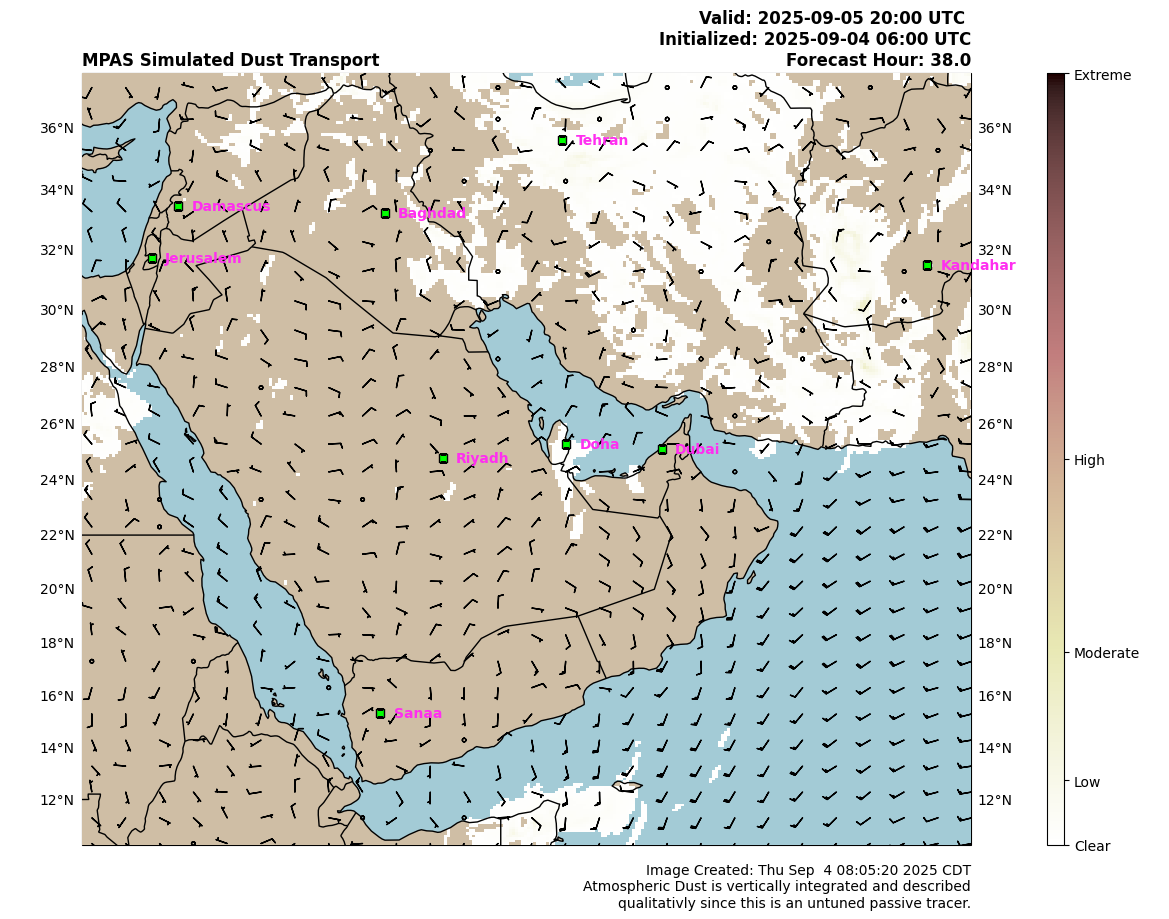 Valid: 2025-09-05 20:00 UTC
Initialized: 2025-09-04 06:00 UTC
MPAS Simulated Dust Transport
Forecast Hour: 38.0
Extreme
36°N
Tehran
36°N
34°N
Damascus
Baghdad
34°N
32°N
Jerusalem
32°N
Kandahar
30°N
30°N
28°N
28°N
26°N
Doha
Dubai
26°N
Riyadh
High
24°N
24°N
22°N
22°N
20°N
20°N
18°N
18°N
Moderate
16°N
16°N
Sanaa
14°N
14°N
Low
12°N
12°N
Clear
Image Created: Thu Sep  4 08:05:20 2025 CDT
Atmospheric Dust is vertically integrated and described
qualitativly since this is an untuned passive tracer.